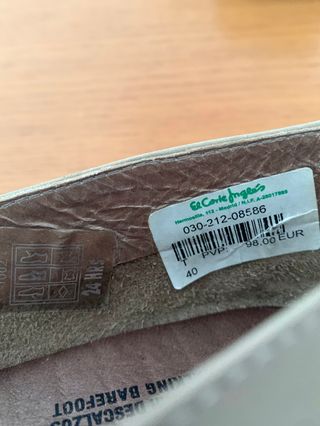 El Corte Inglés
Hermosilla, 112 - Madrid / N.I.F. A-28017895
030-212-08586
PVP: 98.00 EUR
T
40
24 HRS
DESCALZOS
KING BAREFOOT